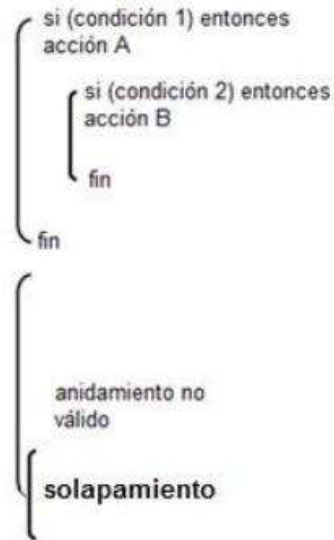 si (condición 1) entonces
acción A
si (condición 2) entonces
acción B
fin
fin
anidamiento no
válido
solapamiento